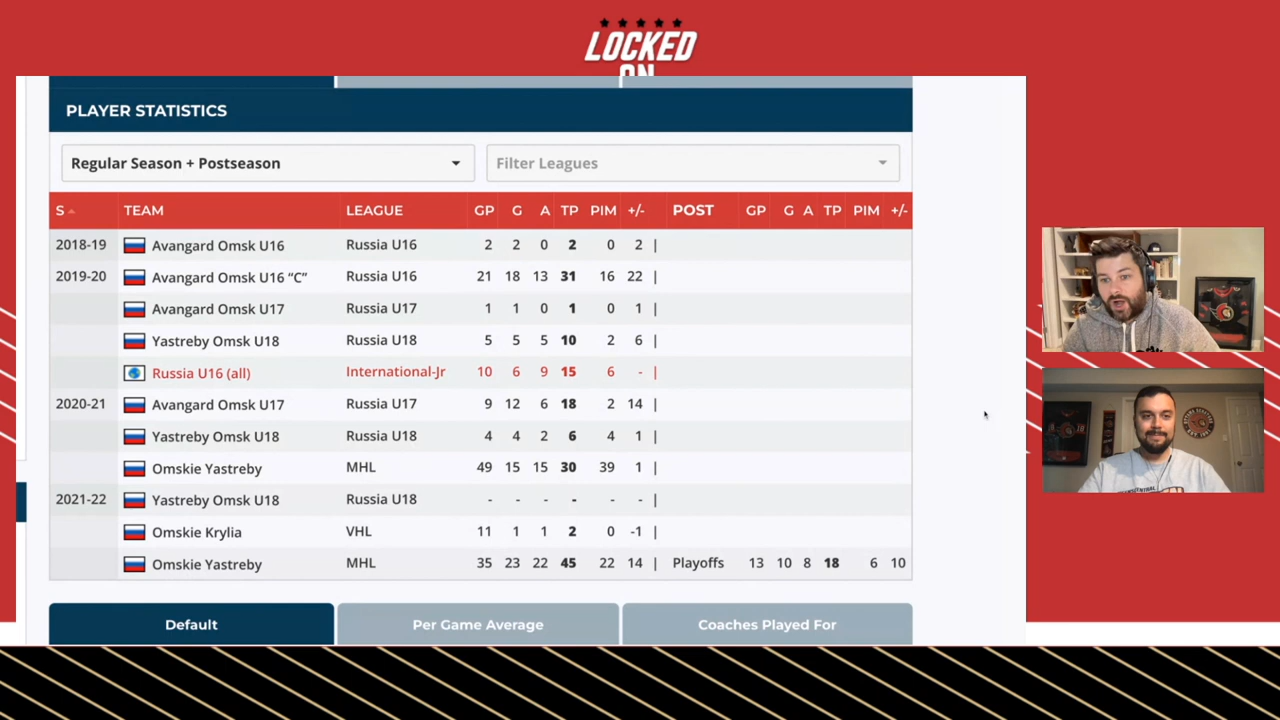 LOCKED
ON
PLAYER STATISTICS
Regular Season + Postseason Filter Leagues
S TEAM LEAGUE GP G A TP PIM +/- POST GP G A TP PIM +/-
2018-19 Avangard Omsk U16 Russia U16 2 2 0 2 0 2 |
2019-20 Avangard Omsk U16 “C” Russia U16 21 18 13 31 16 22 |
Avangard Omsk U17 Russia U17 1 1 0 1 0 1 |
Yastreby Omsk U18 Russia U18 5 5 5 10 2 6 |
Russia U16 (all) International-Jr 10 6 9 15 6 - |
2020-21 Avangard Omsk U17 Russia U17 9 12 6 18 2 14 |
Yastreby Omsk U18 Russia U18 4 4 2 6 4 1 |
Omskie Yastreby MHL 49 15 15 30 39 1 |
2021-22 Yastreby Omsk U18 Russia U18 - - - - - - |
Omskie Krylia VHL 11 1 1 2 0 -1 |
Omskie Yastreby MHL 35 23 22 45 22 14 | Playoffs 13 10 8 18 6 10
Default Per Game Average Coaches Played For